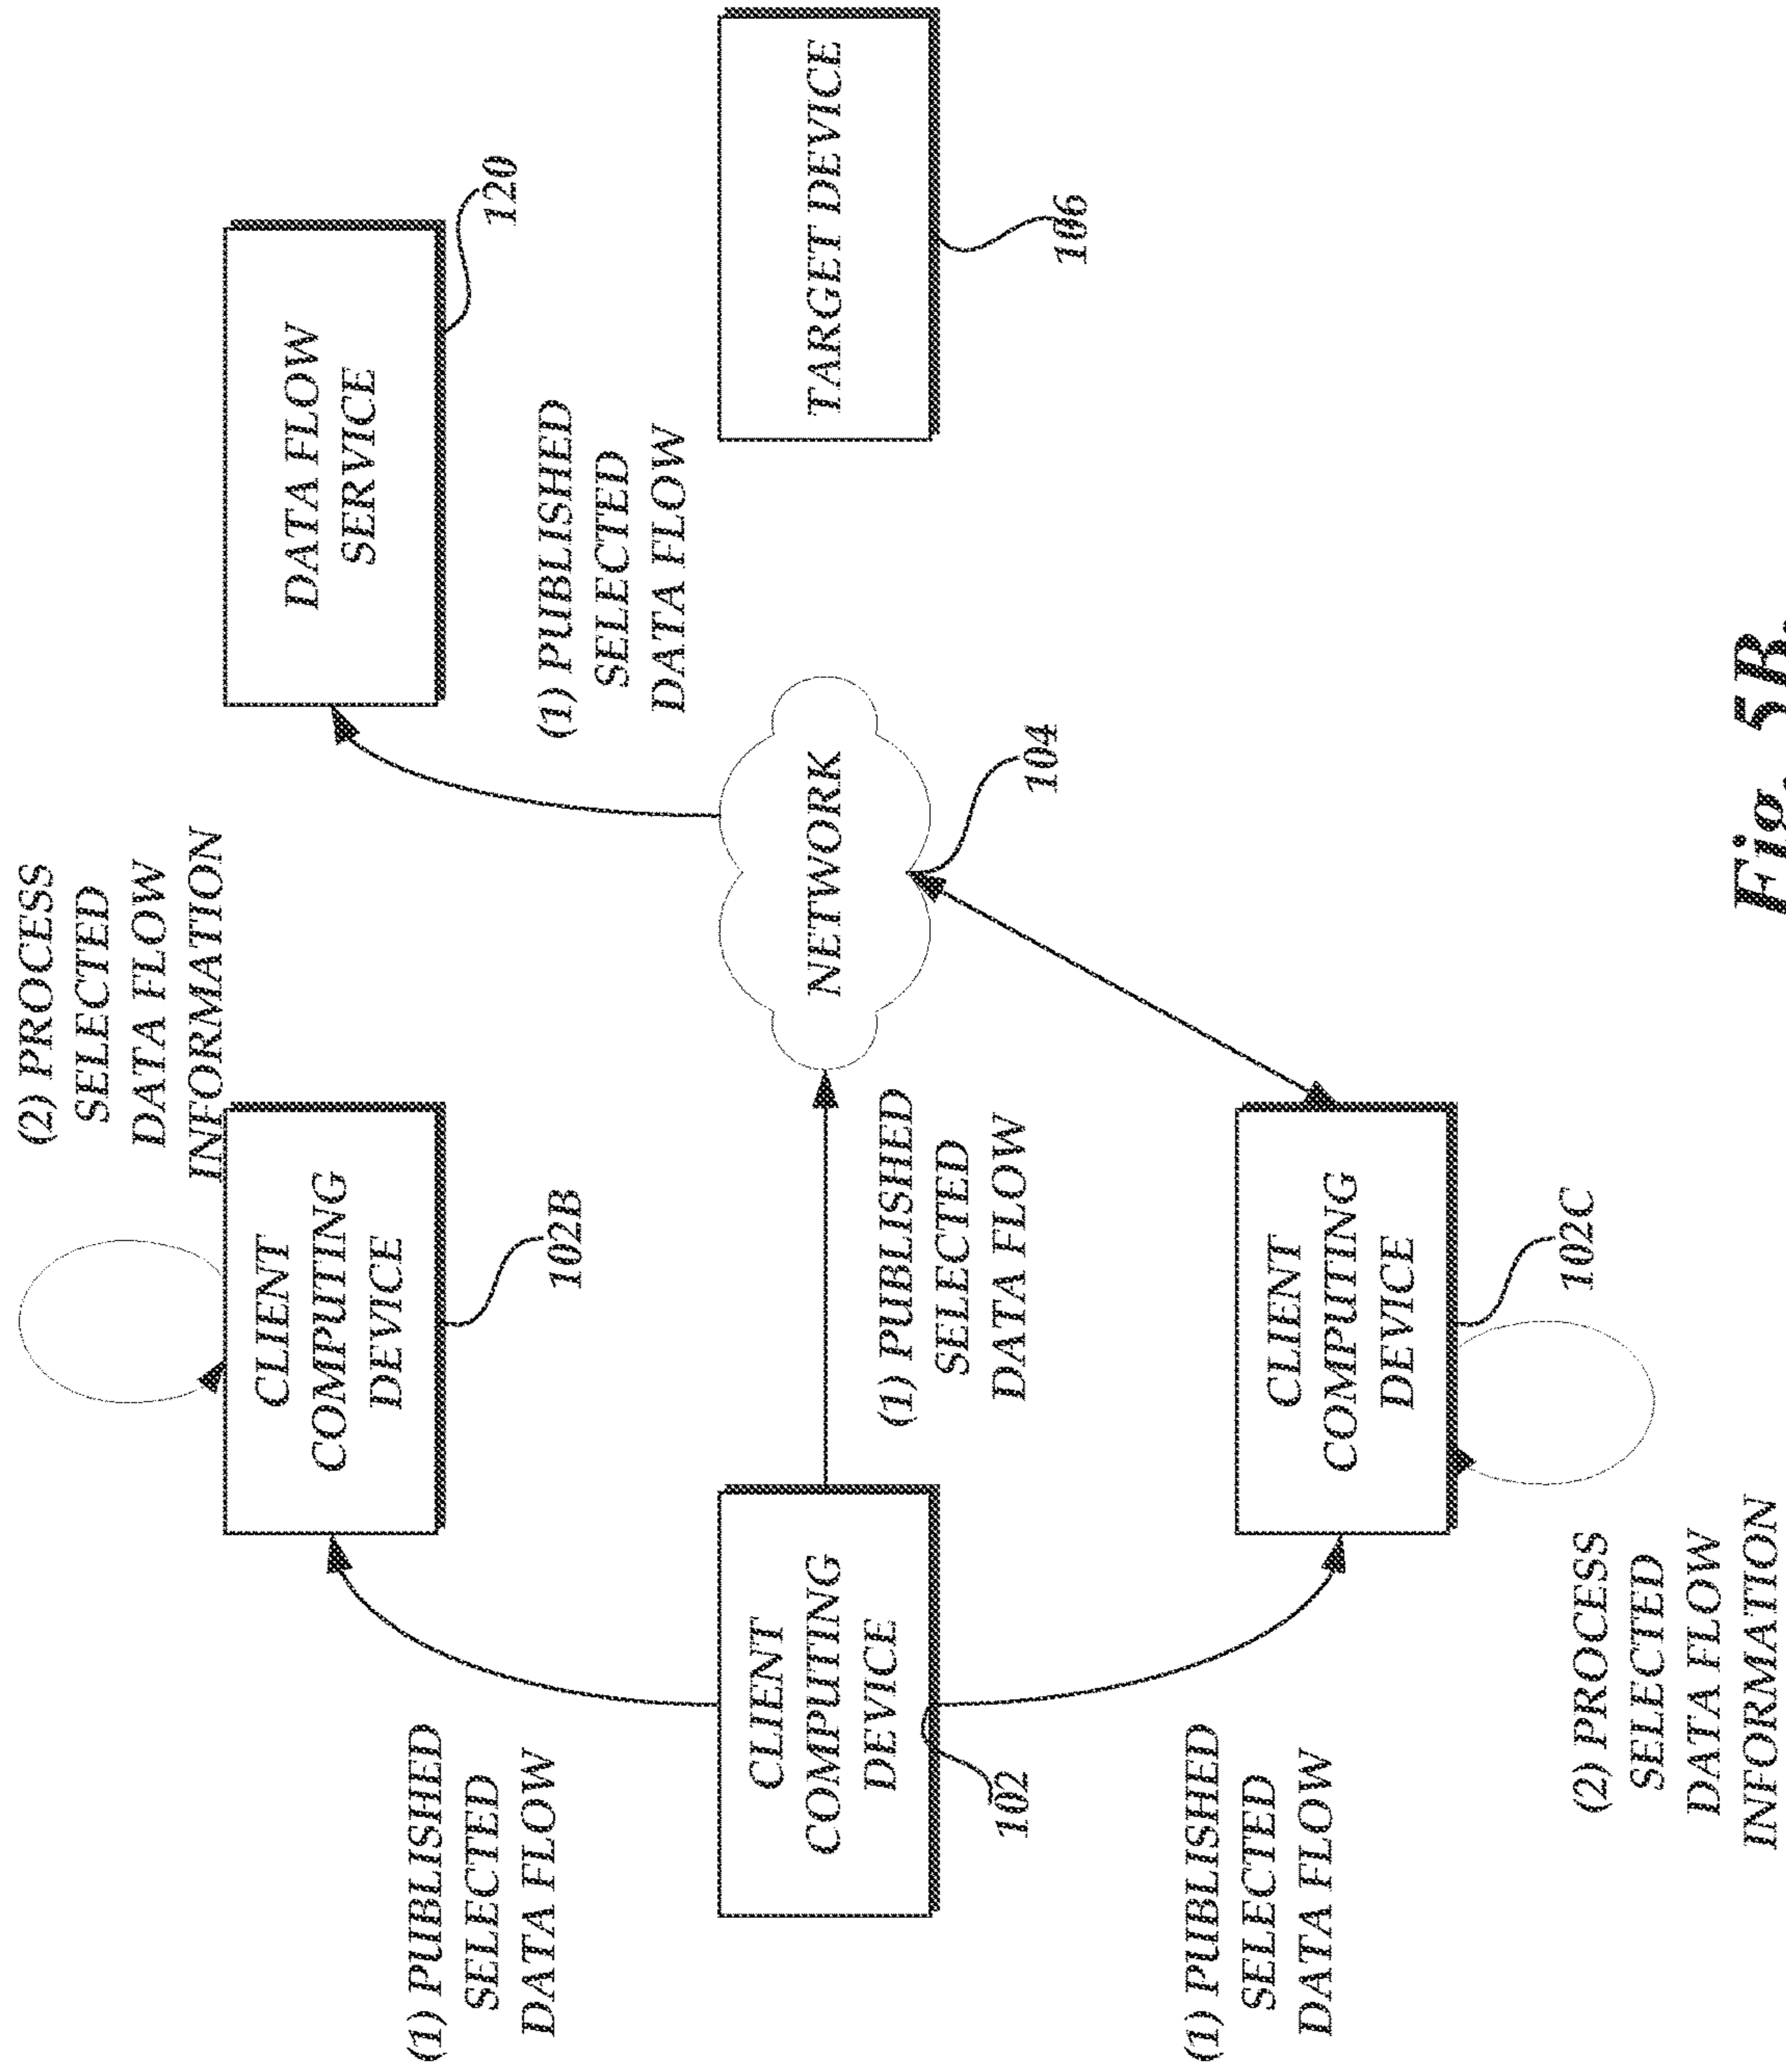 (2) PROCESS
SELECTED
DATA FLOW
INFORMATION
CLIENT
COMPUTING
DEVICE
102B
DATA FLOW
SERVICE
120
(1) PUBLISHED
SELECTED
DATA FLOW
(1) PUBLISHED
SELECTED
DATA FLOW
CLIENT
COMPUTING
DEVICE
102
(1) PUBLISHED
SELECTED
DATA FLOW
NETWORK
104
TARGET DEVICE
106
(1) PUBLISHED
SELECTED
DATA FLOW
CLIENT
COMPUTING
DEVICE
102C
(2) PROCESS
SELECTED
DATA FLOW
INFORMATION
Fig. 5B.